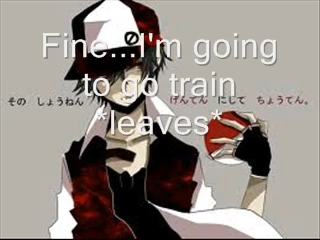 Fine...I'm going
to go train
その しょうねん げんてん にして ちょうてん。
*leaves*